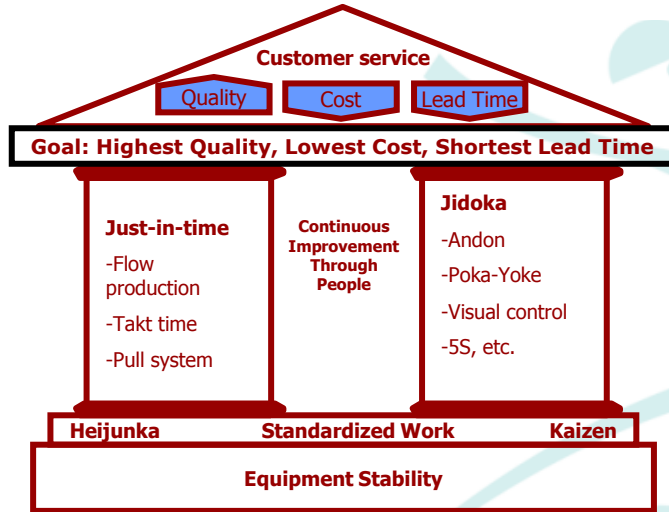 Customer service
Quality Cost Lead Time
Goal: Highest Quality, Lowest Cost, Shortest Lead Time
Just-in-time
-Flow
production
-Takt time
-Pull system
Continuous
Improvement
Through
People
Jidoka
-Andon
-Poka-Yoke
-Visual control
-5S, etc.
Heijunka Standardized Work Kaizen
Equipment Stability